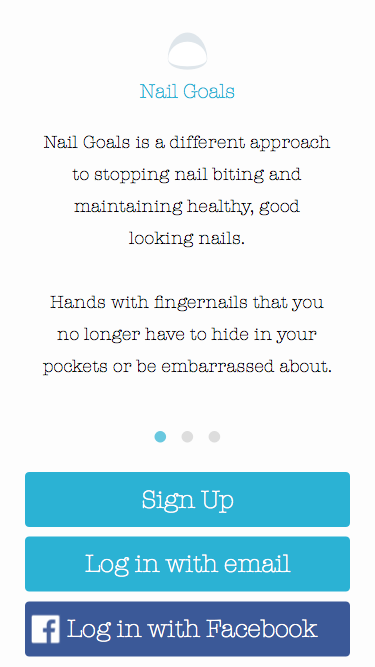 Nail Goals
Nail Goals is a different approach
to stopping nail biting and
maintaining healthy, good
looking nails.
Hands with fingernails that you
no longer have to hide in your
pockets or be embarrassed about.
Sign Up
Log in with email
Log in with Facebook